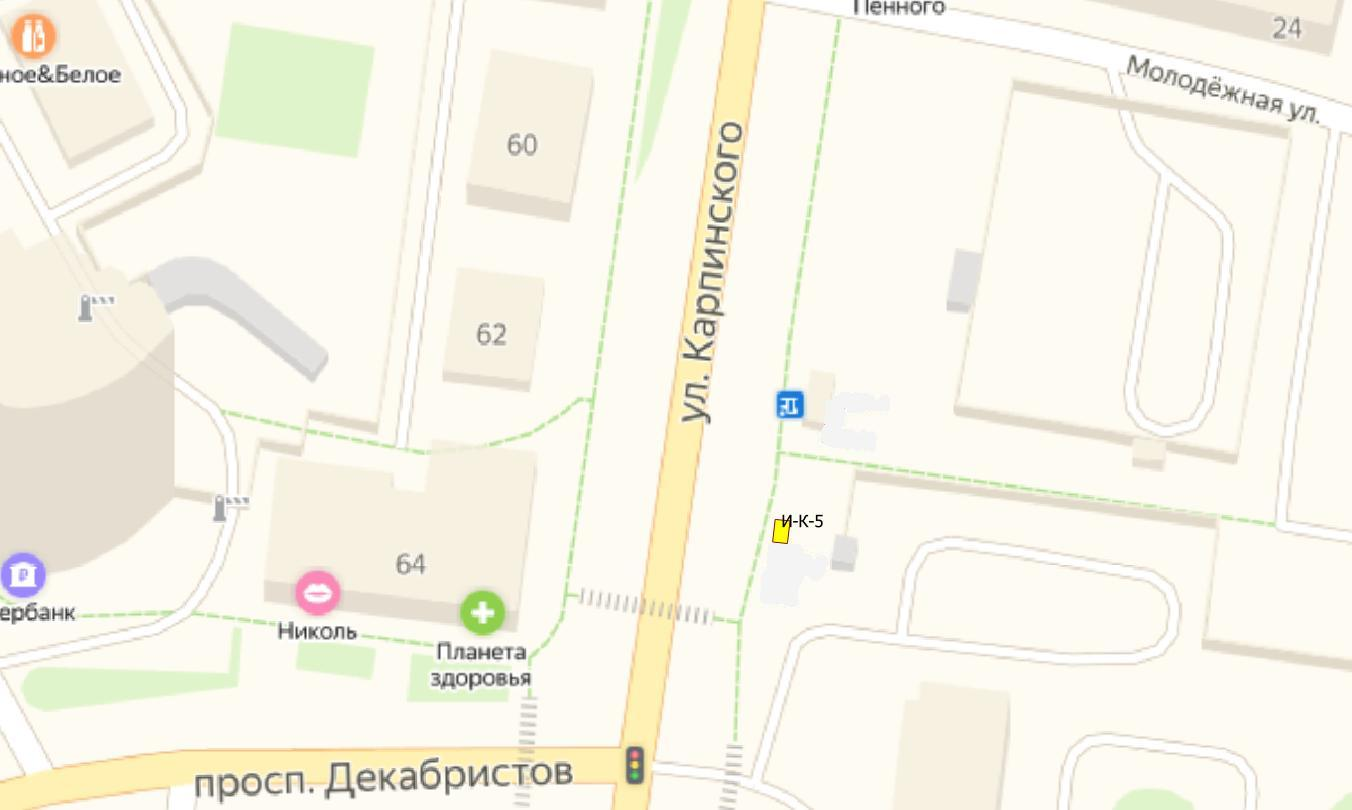 Пенного
24
ное&Белое
Молодёжная ул.
60
ул. Карпинского
62
И-К-5
64
ербанк
Николь
Планета
здоровья
просп. Декабристов